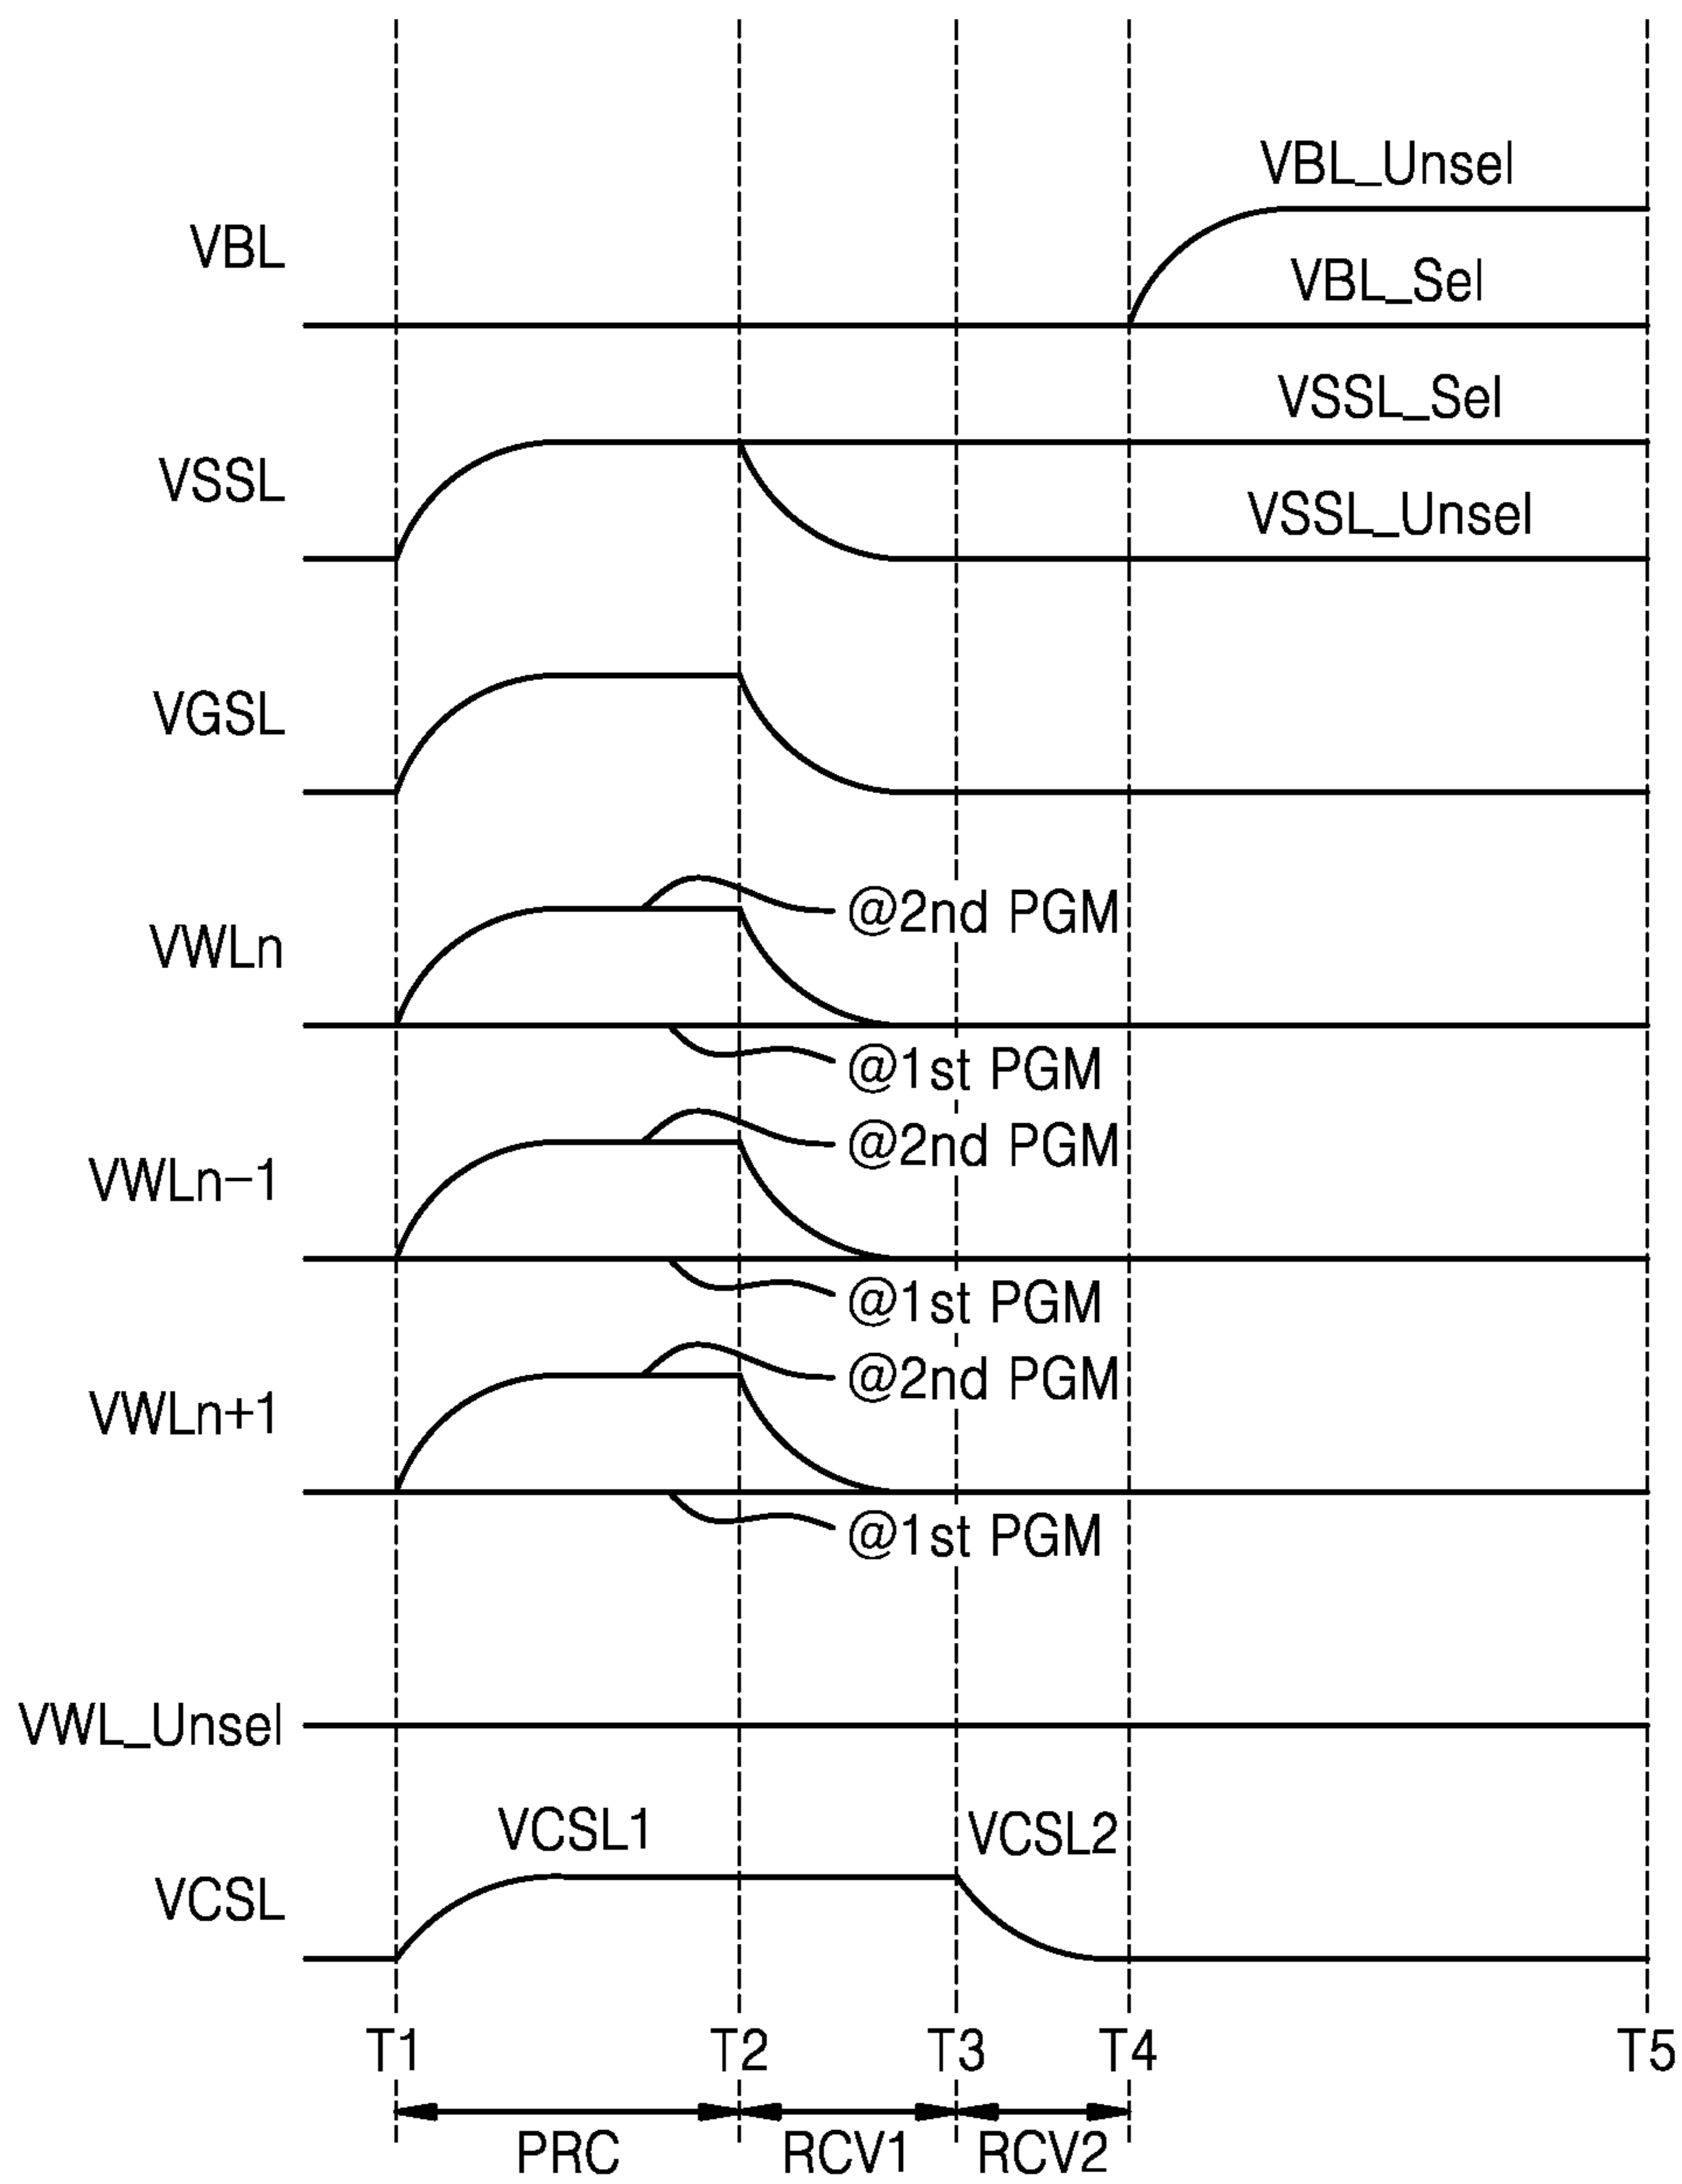 VBL_Unsel
VBL
VBL_Sel
VSSL_Sel
VSSL
VSSL_Unsel
VGSL
@2nd PGM
VWLn
@1st PGM
@2nd PGM
VWLn-1
@1st PGM
@2nd PGM
VWLn+1
@1st PGM
VWL_Unsel
VCSL1 VCSL2
VCSL
T1 T2 T3 T4 T5
PRC RCV1 RCV2